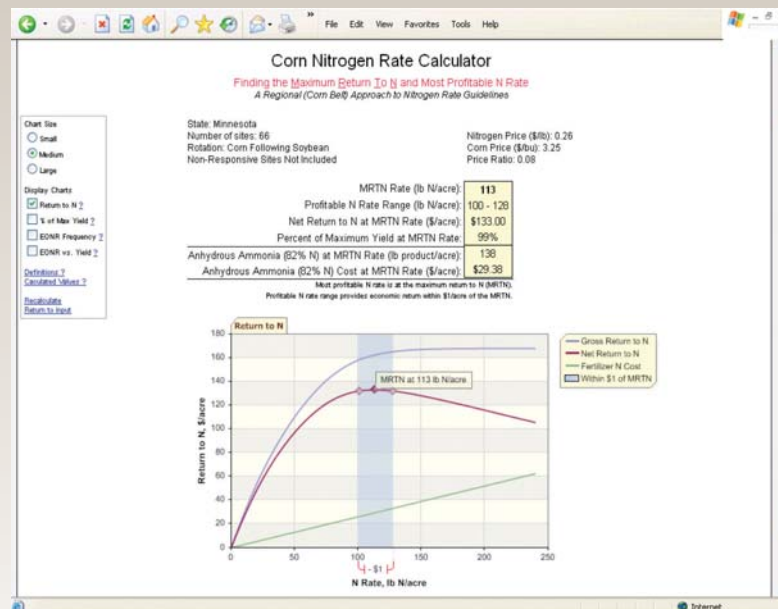 File Edit View Favorites Tools Help
Corn Nitrogen Rate Calculator
Finding the Maximum Return To N and Most Profitable N Rate
A Regional (Corn Belt) Approach to Nitrogen Rate Guidelines
Chart Size
Small
Medium
Large
Display Charts
Return to N ?
% of Max Yield ?
EONR Frequency ?
EONR vs. Yield ?
Definitions ?
Caculated Values ?
Recalculate
Return to Input
State: Minnesota
Number of sites: 66
Rotation: Corn Following Soybean
Non-Responsive Sites Not Included
Nitrogen Price ($/lb): 0.26
Corn Price ($/bu): 3.25
Price Ratio: 0.08
MRTN Rate (lb N/acre): 113
Profitable N Rate Range (lb N/acre): 100 - 128
Net Return to N at MRTN Rate ($/acre): $133.00
Percent of Maximum Yield at MRTN Rate: 99%
Anhydrous Ammonia (82% N) at MRTN Rate (lb product/acre): 138
Anhydrous Ammonia (82% N) Cost at MRTN Rate ($/acre): $29.38
Most profitable N rate is at the maximum return to N (MRTN).
Profitable N rate range provides economic return within $1/acre of the MRTN.
Return to N
180
160
140
120
100
80
60
40
20
0
Return to N, $/acre
MRTN at 113 lb N/acre
0 50 100 150 200 250
- $1
N Rate, lb N/acre
Gross Return to N
Net Return to N
Fertilizer N Cost
Within $1 of MRTN
Internet